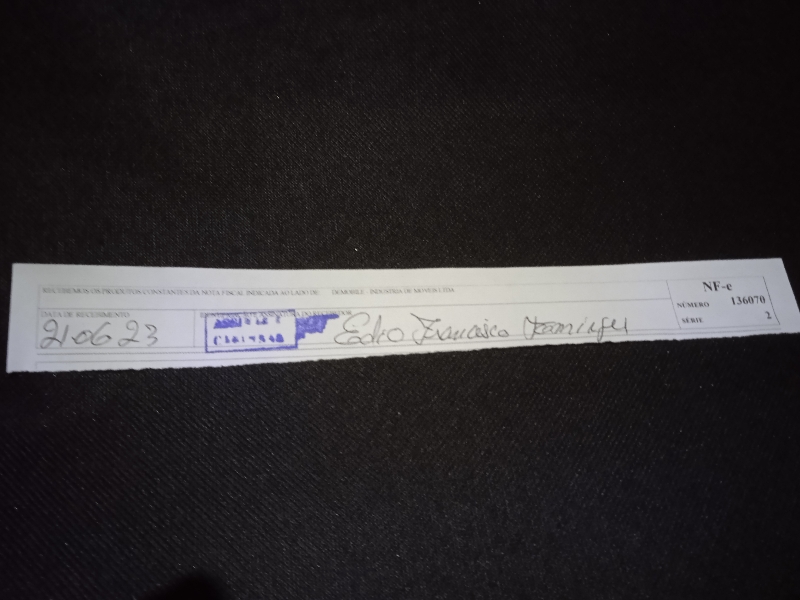 RECEBEMOS OS PRODUTOS CONSTANTES DA NOTA FISCAL INDICADA AO LADO DE DEMOBILE - INDUSTRIA DE MOVEIS LTDA
NF-e
NÚMERO 136070
SÉRIE 2
DATA DE RECEBIMENTO
21 06 23
Francisco